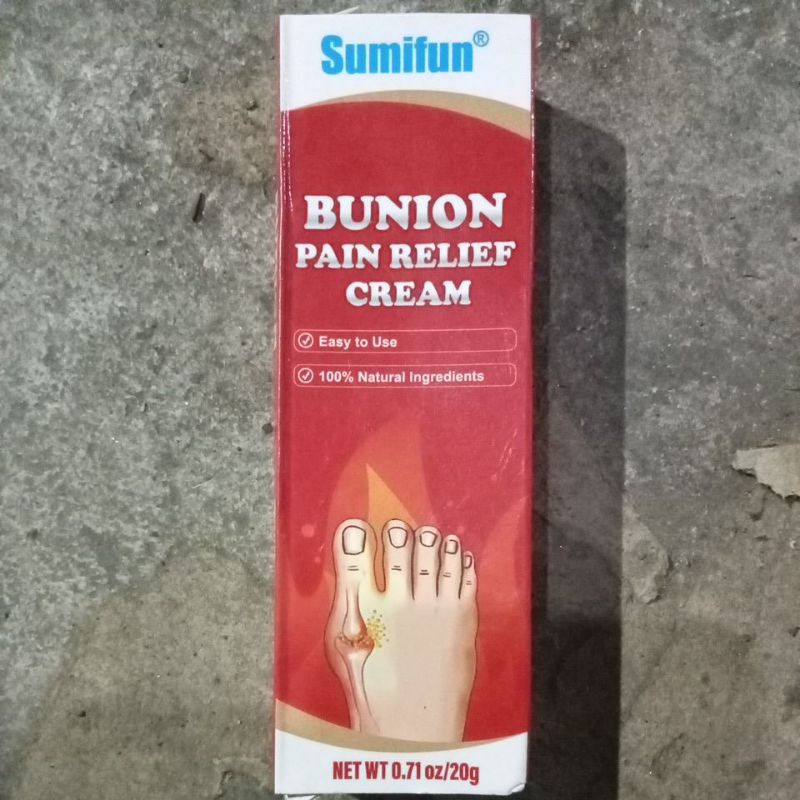 Sumifun®
BUNION
PAIN RELIEF
CREAM
Easy to Use
100% Natural Ingredients
NET WT 0.71 oz/20g